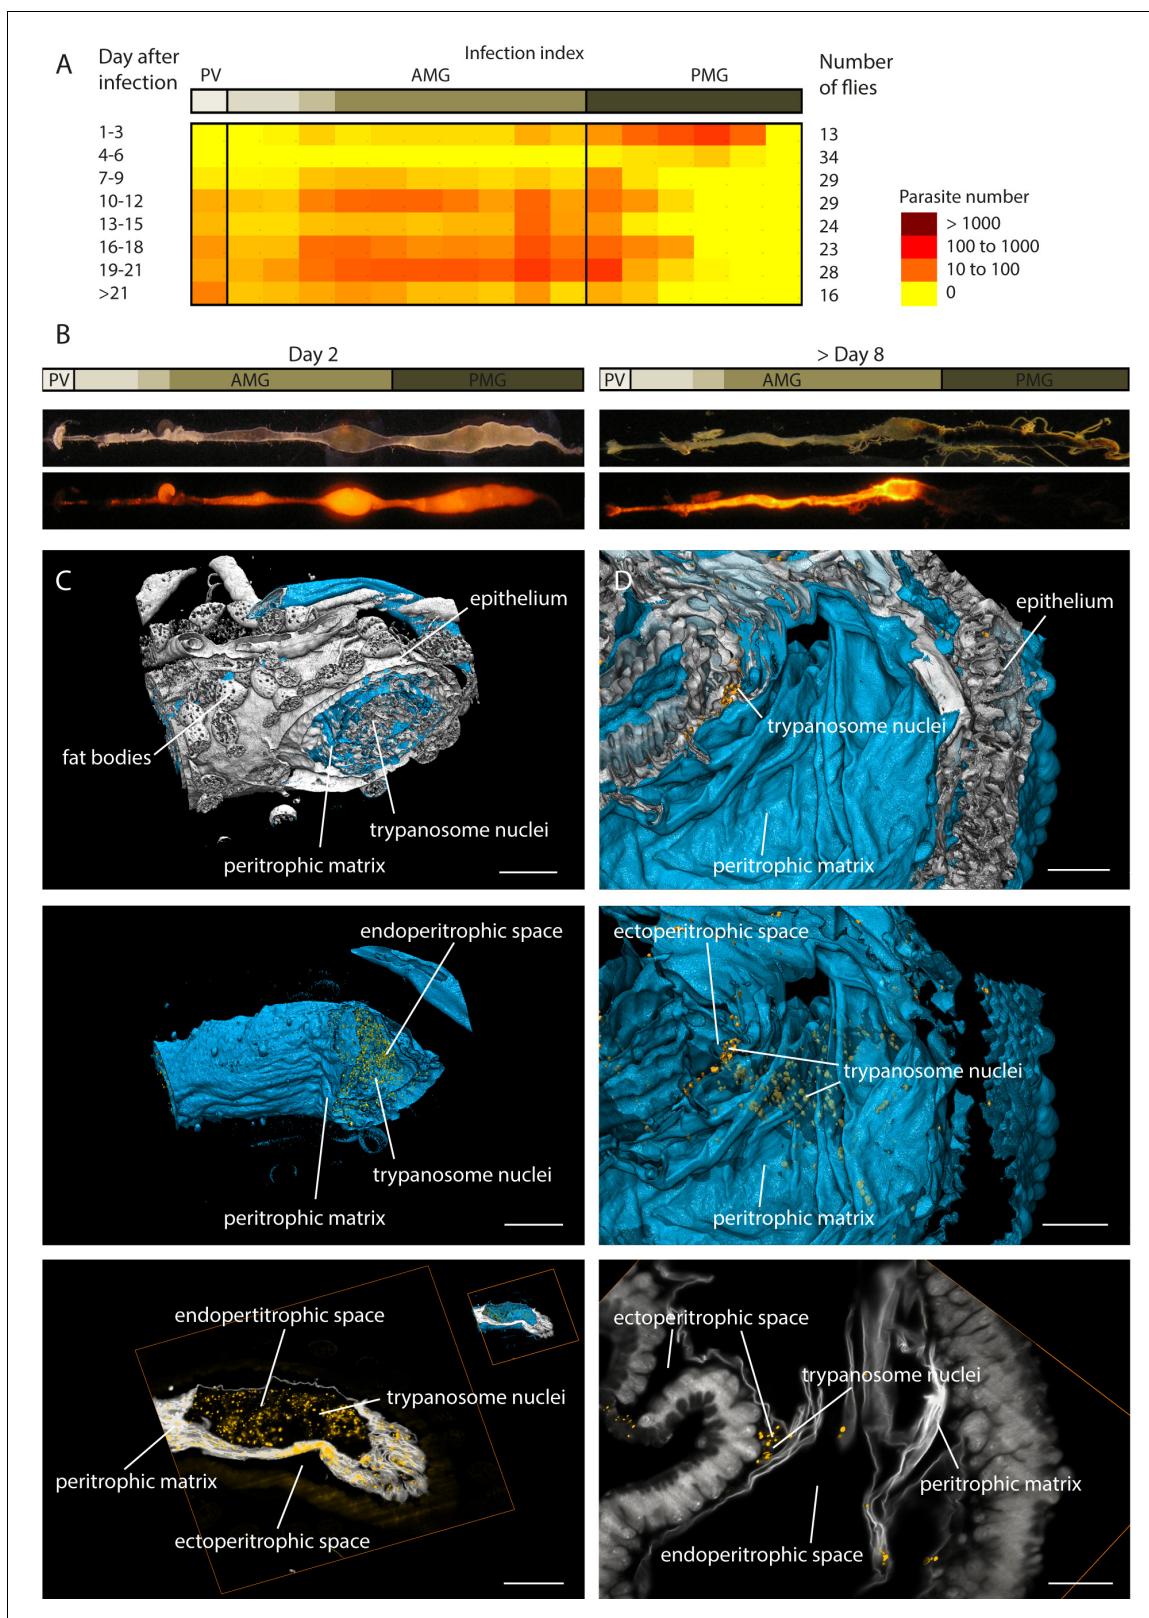 A
Day after
infection
Infection index
PV
AMG
PMG
Number
of flies
1-3
13
4-6
34
7-9
29
10-12
29
13-15
24
16-18
23
19-21
28
>21
16
Parasite number
> 1000
100 to 1000
10 to 100
0
B
Day 2
PV
AMG
PMG
> Day 8
PV
AMG
PMG
C
epithelium
fat bodies
trypanosome nuclei
peritrophic matrix
D
epithelium
trypanosome nuclei
peritrophic matrix
endoperitrophic space
trypanosome nuclei
peritrophic matrix
ectoperitrophic space
trypanosome nuclei
peritrophic matrix
endopertitrophic space
trypanosome nuclei
peritrophic matrix
ectoperitrophic space
ectoperitrophic space
trypanosome nuclei
peritrophic matrix
endoperitrophic space